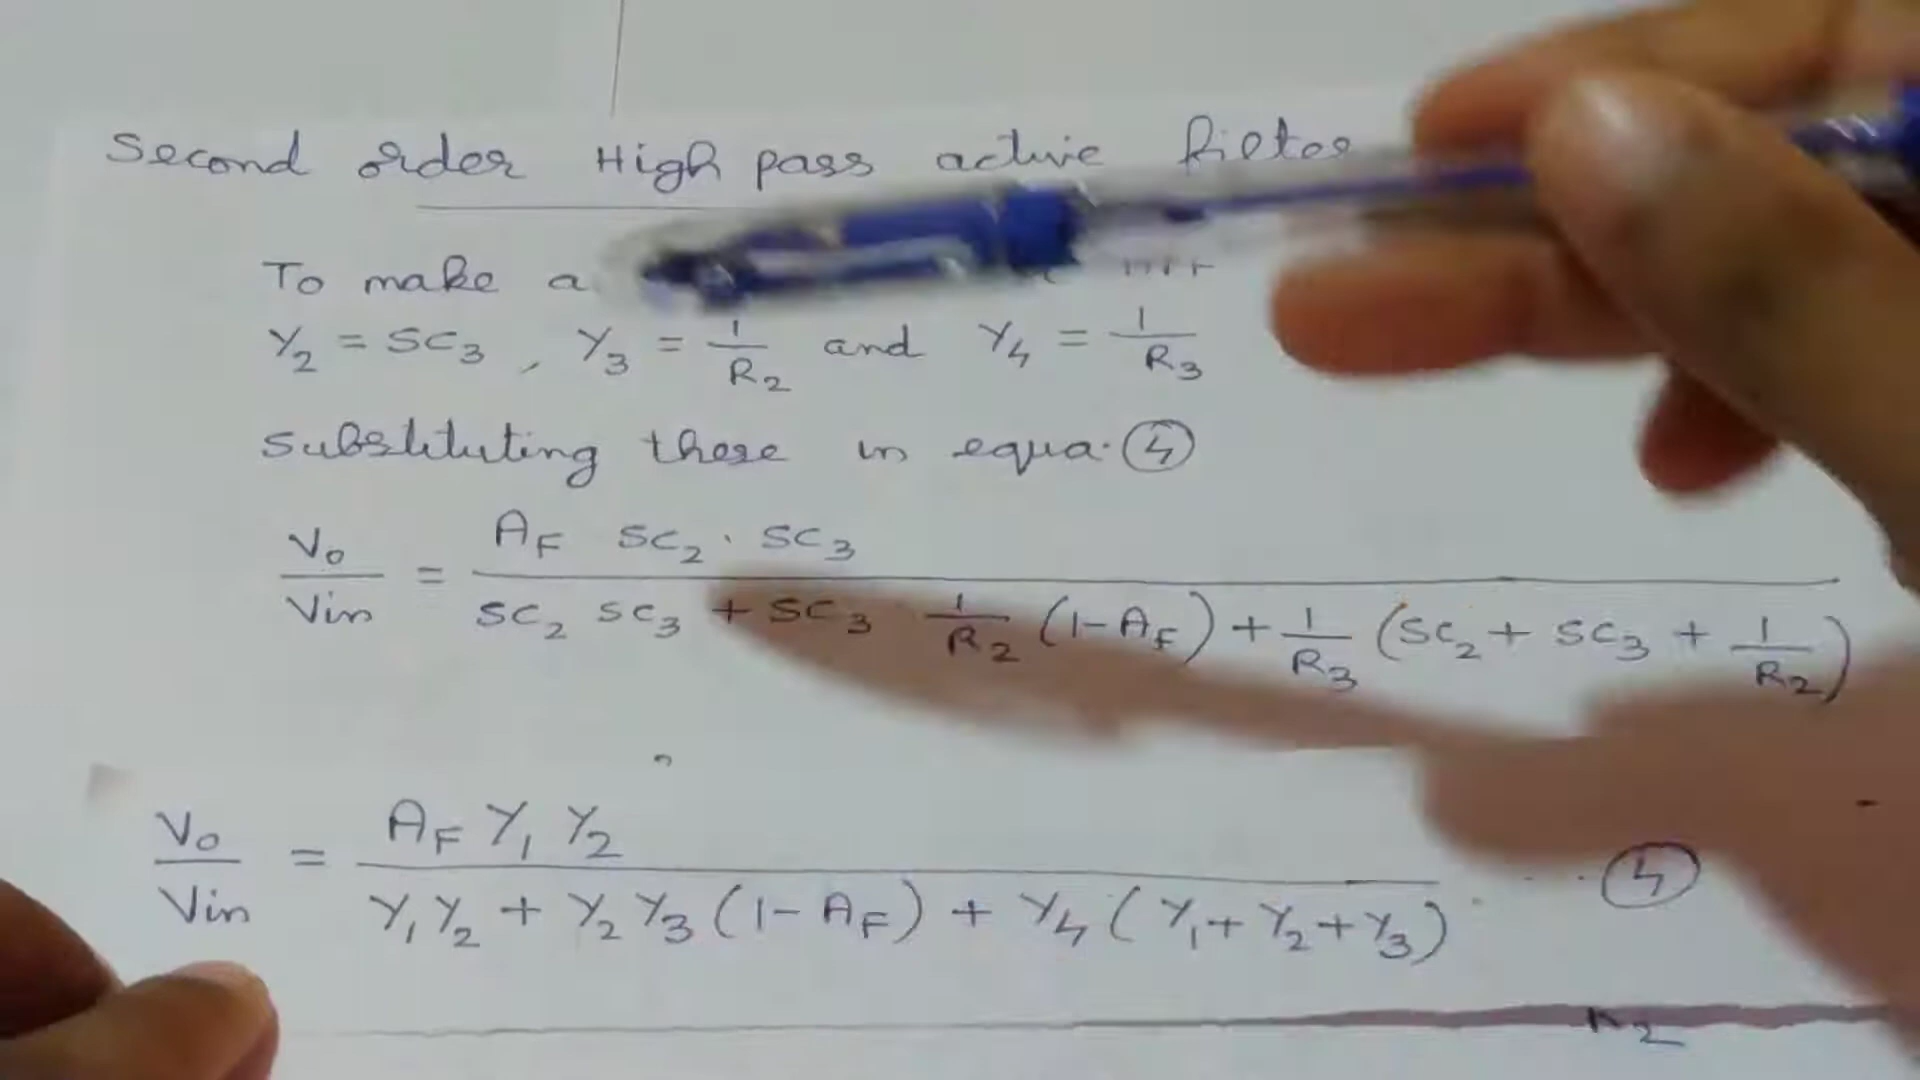 Second order High pass active filter
To make a
Y₂ = SC₃ , Y₃ = 1/R₂ and Y₄ = 1/R₃
Substituting these in equa. ④
Vo/Vin = AF SC₂ · SC₃ / SC₂ SC₃ + SC₃ 1/R₂ (1-AF) + 1/R₃ (SC₂ + SC₃ + 1/R₂)
Vo/Vin = AF Y₁ Y₂ / Y₁Y₂ + Y₂ Y₃ (1-AF) + Y₄ (Y₁ + Y₂ + Y₃) ···· ④
R₂